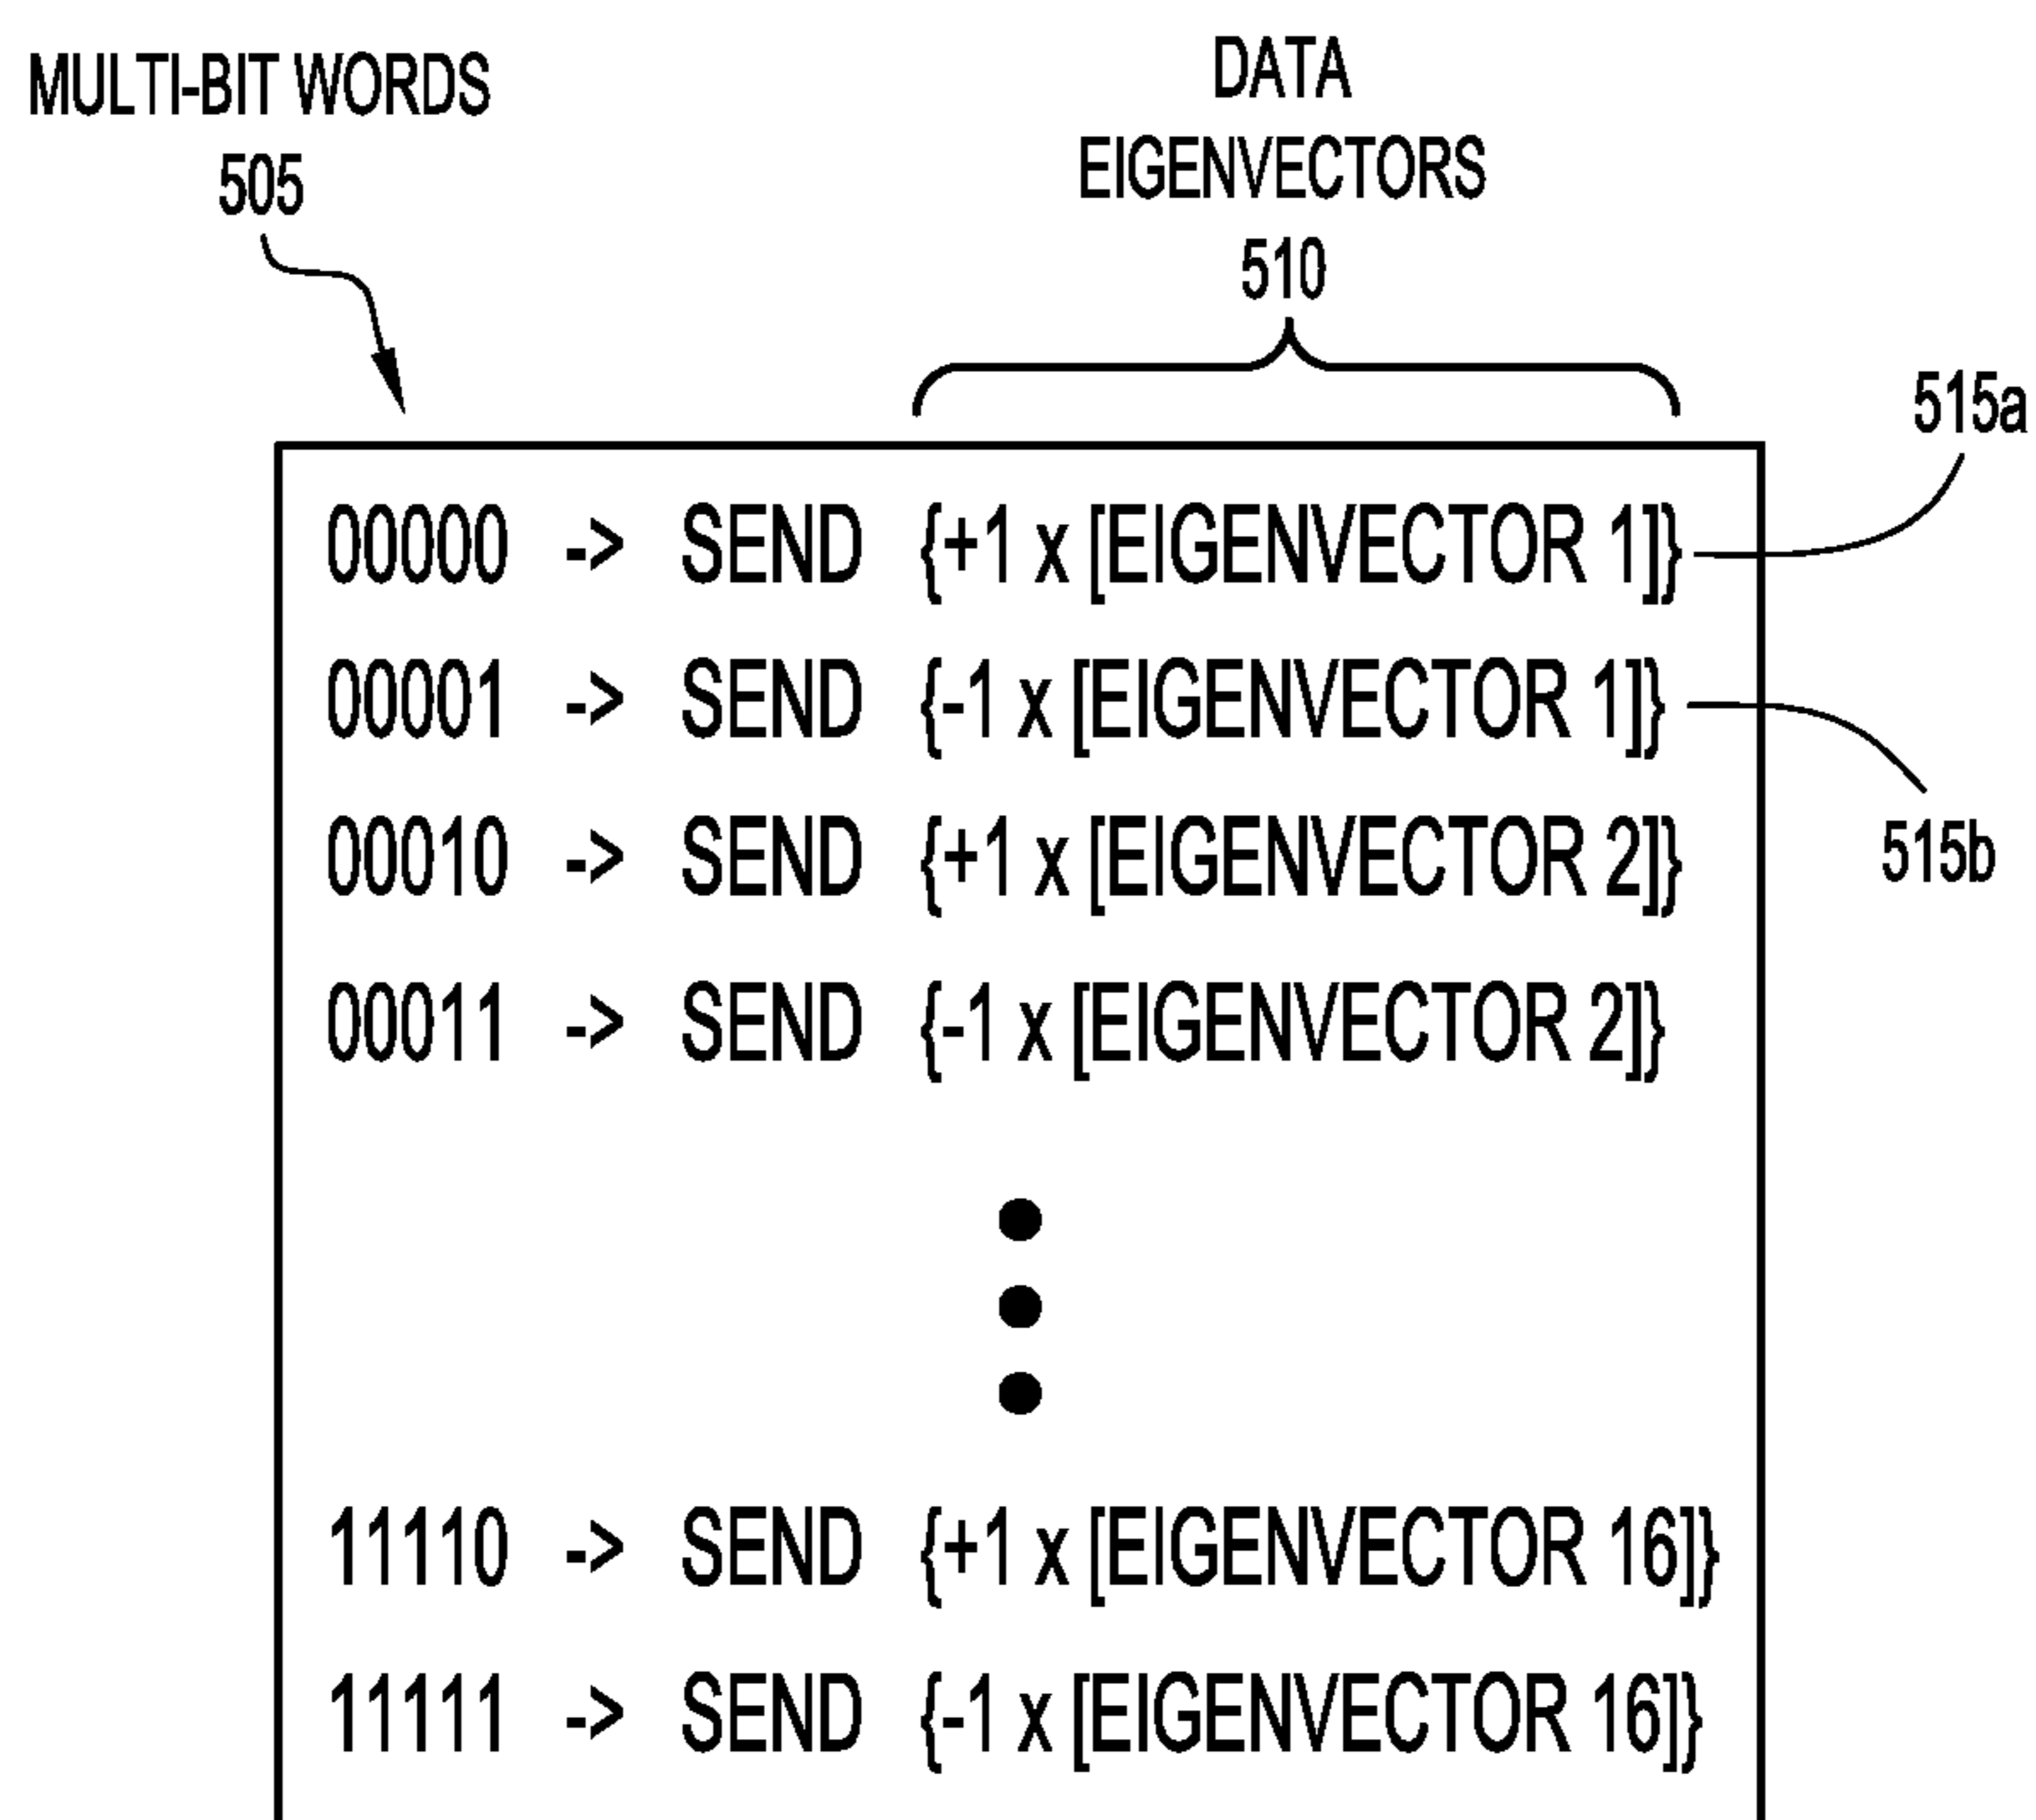 MULTI-BIT WORDS
505
DATA
EIGENVECTORS
510
515a
00000 -> SEND {+1 x [EIGENVECTOR 1]}
00001 -> SEND {-1 x [EIGENVECTOR 1]}
515b
00010 -> SEND {+1 x [EIGENVECTOR 2]}
00011 -> SEND {-1 x [EIGENVECTOR 2]}
11110 -> SEND {+1 x [EIGENVECTOR 16]}
11111 -> SEND {-1 x [EIGENVECTOR 16]}